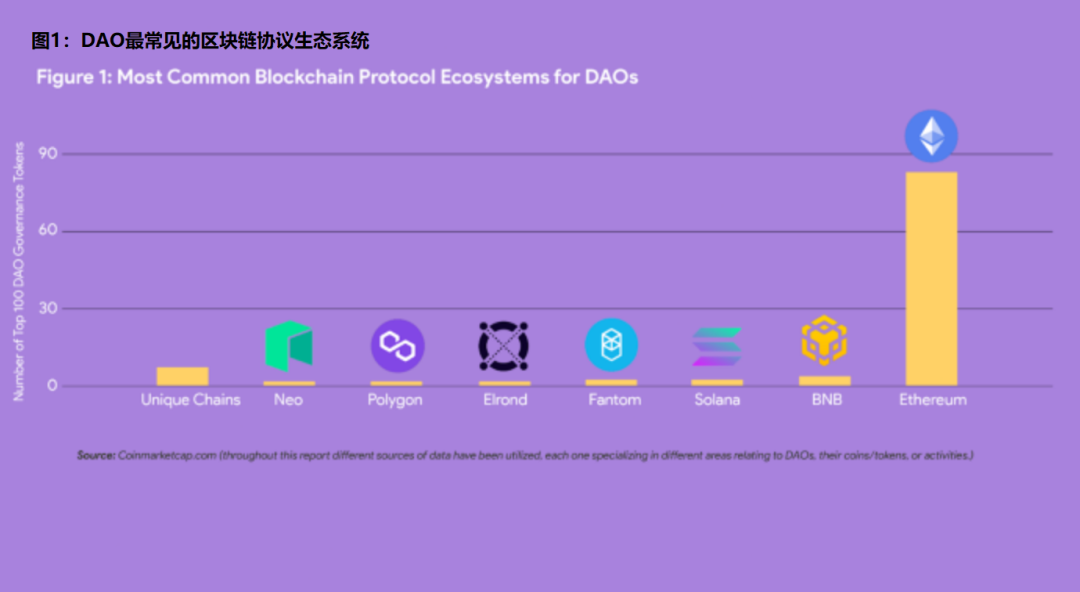 图1：DAO最常见的区块链协议生态系统
Figure 1: Most Common Blockchain Protocol Ecosystems for DAOs
Number of Top 100 DAO Governance Tokens
90
60
30
0
Unique Chains Neo Polygon Elrond Fantom Solana BNB Ethereum
Source: Coinmarketcap.com (throughout this report different sources of data have been utilized, each one specializing in different areas relating to DAOs, their coins/tokens, or activities.)